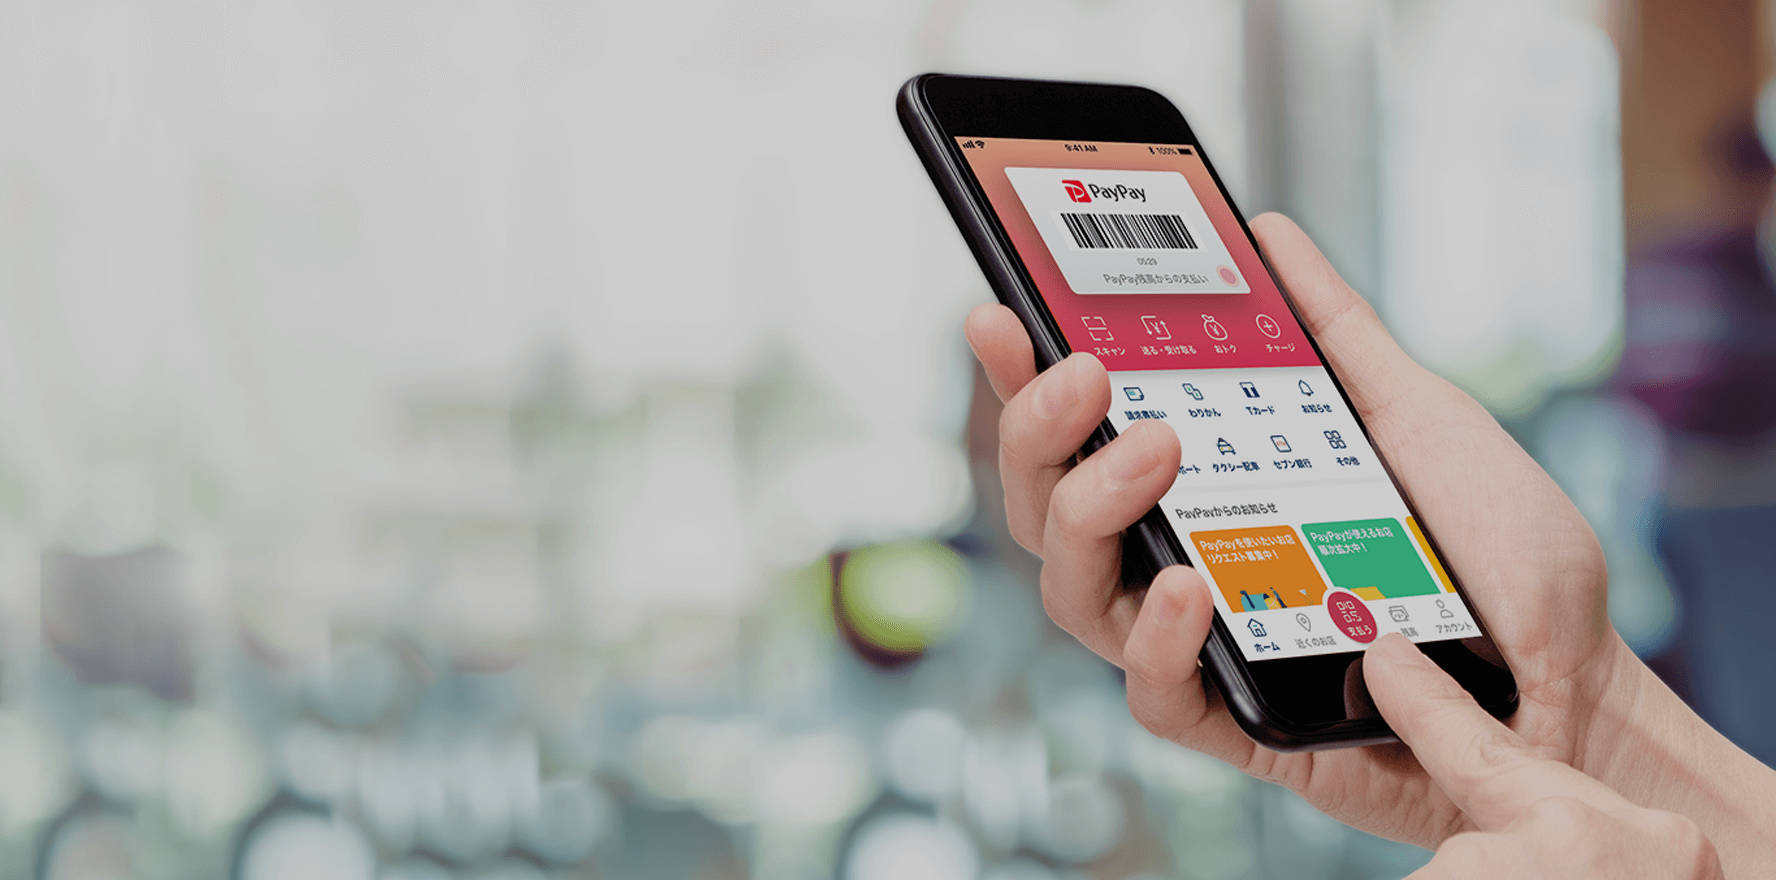 9:41 AM
100%
PayPay
05:29
PayPay残高からの支払い
スキャン
送る・受け取る
おトク
チャージ
請求書払い
わりかん
Tカード
お知らせ
ポート
タクシー配車
セブン銀行
その他
PayPayからのお知らせ
PayPayを使いたいお店
リクエスト募集中！
PayPayが使えるお店
順次拡大中！
ホーム
近くのお店
支払う
残高
アカウント